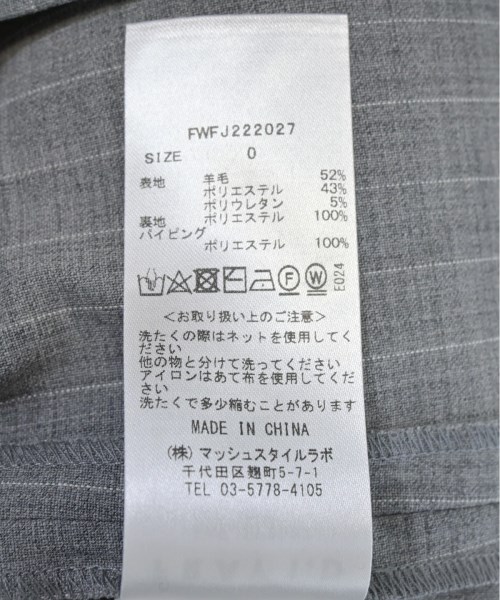 FWFJ222027
SIZE 0
表地 羊毛 52%
ポリエステル 43%
ポリウレタン 5%
裏地 ポリエステル 100%
パイピング
ポリエステル 100%
F W E024
<お取り扱い上のご注意>
洗たくの際はネットを使用してく
ださい
他の物と分けて洗ってください
アイロンはあて布を使用してくだ
さい
洗たくで多少縮むことがあります
MADE IN CHINA
(株) マッシュスタイルラボ
千代田区麹町5-7-1
TEL 03-5778-4105